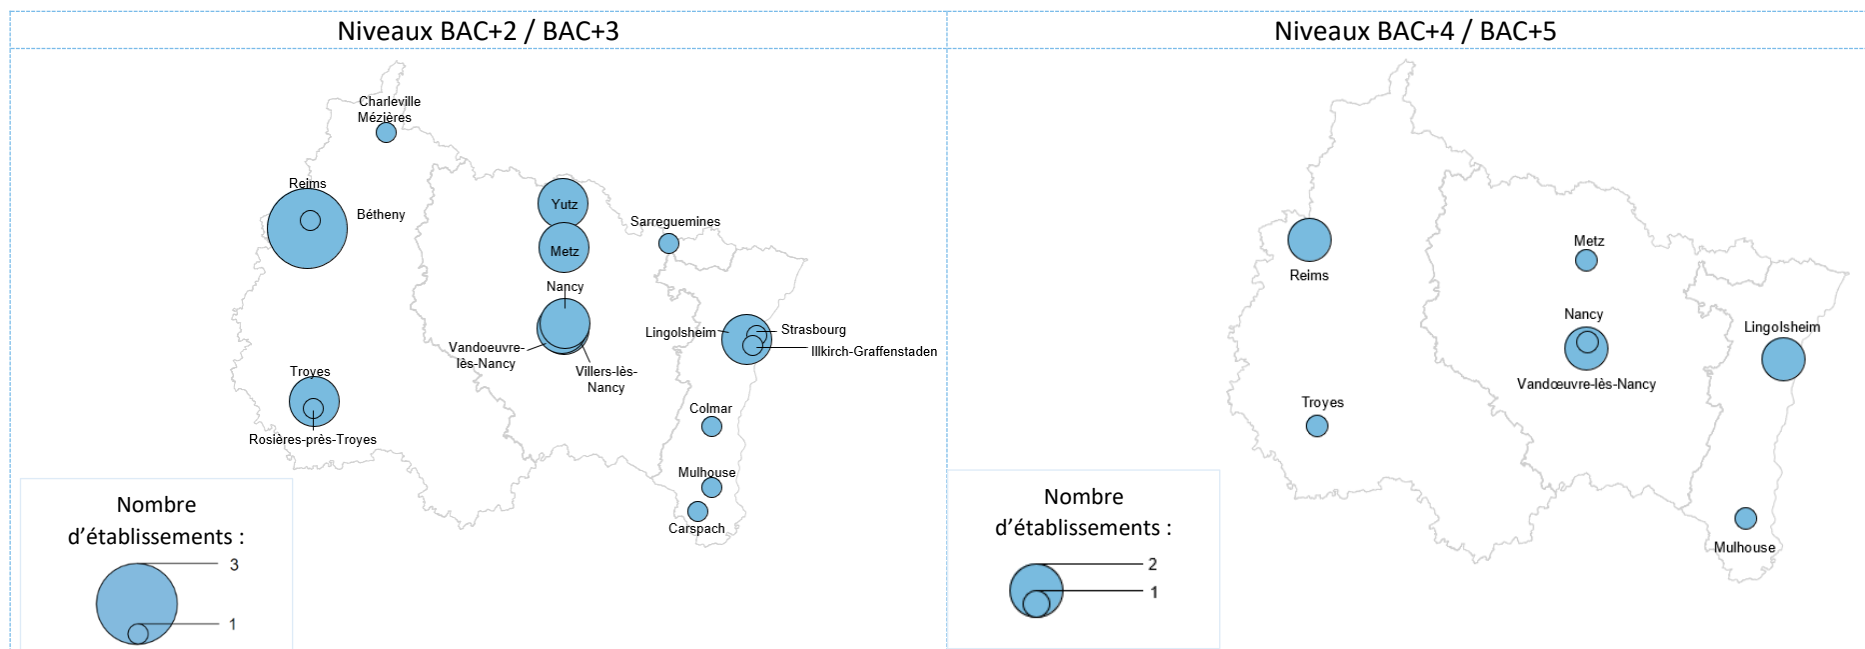 Niveaux BAC+2 / BAC+3
Charleville
Mézières
Reims
Bétheny
Yutz
Sarreguemines
Metz
Nancy
Lingolsheim
Strasbourg
Illkirch-Graffenstaden
Vandoeuvre-
lès-Nancy
Villers-lès-
Nancy
Troyes
Rosières-près-Troyes
Colmar
Mulhouse
Carspach
Nombre
d'établissements :
3
1
Niveaux BAC+4 / BAC+5
Metz
Reims
Nancy
Lingolsheim
Vandœuvre-lès-Nancy
Troyes
Mulhouse
Nombre
d'établissements :
2
1